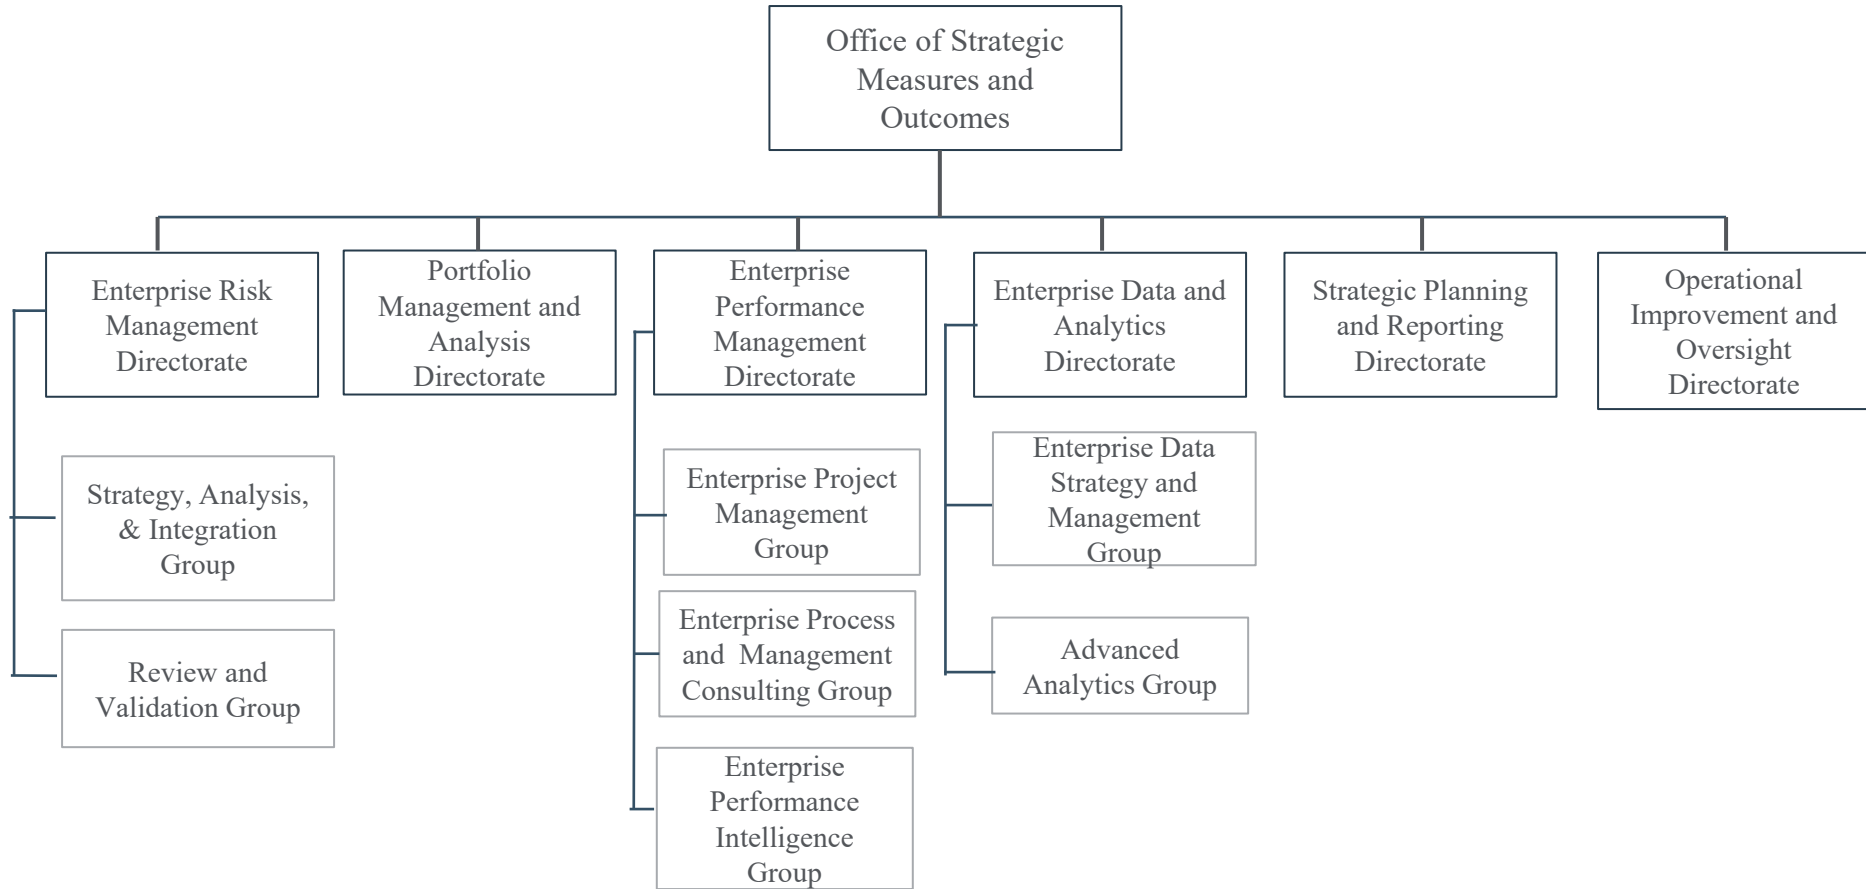 Office of Strategic
Measures and
Outcomes
Enterprise Risk
Management
Directorate
Portfolio
Management and
Analysis
Directorate
Enterprise
Performance
Management
Directorate
Enterprise Data and
Analytics
Directorate
Strategic Planning
and Reporting
Directorate
Operational
Improvement and
Oversight
Directorate
Strategy, Analysis,
& Integration
Group
Review and
Validation Group
Enterprise Project
Management
Group
Enterprise Process
and  Management
Consulting Group
Enterprise
Performance
Intelligence
Group
Enterprise Data
Strategy and
Management
Group
Advanced
Analytics Group